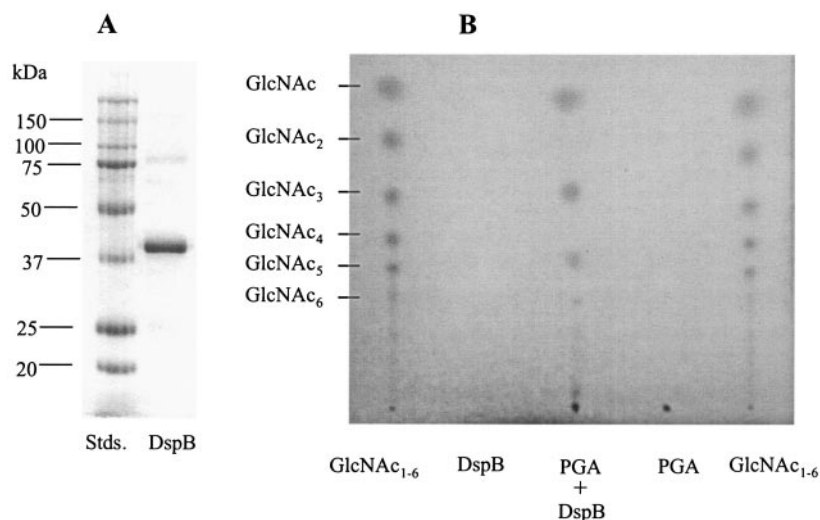 A
B
kDa
150
100
75
50
37
25
20
Stds. DspB
GlcNAc
GlcNAc₂
GlcNAc₃
GlcNAc₄
GlcNAc₅
GlcNAc₆
GlcNAc₁₋₆ DspB PGA PGA GlcNAc₁₋₆
+
DspB